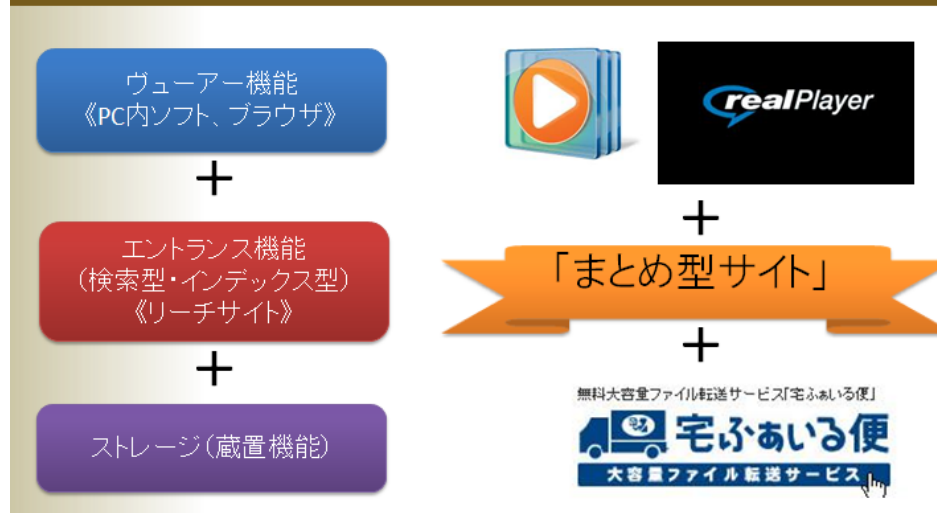 ヴューアー機能
《PC内ソフト、ブラウザ》
+
エントランス機能
(検索型・インデックス型)
《リーチサイト》
+
ストレージ(蔵置機能)
realPlayer
+
「まとめ型サイト」
+
無料大容量ファイル転送サービス「宅ふぁいる便」
宅ふぁいる便
大容量ファイル転送サービス